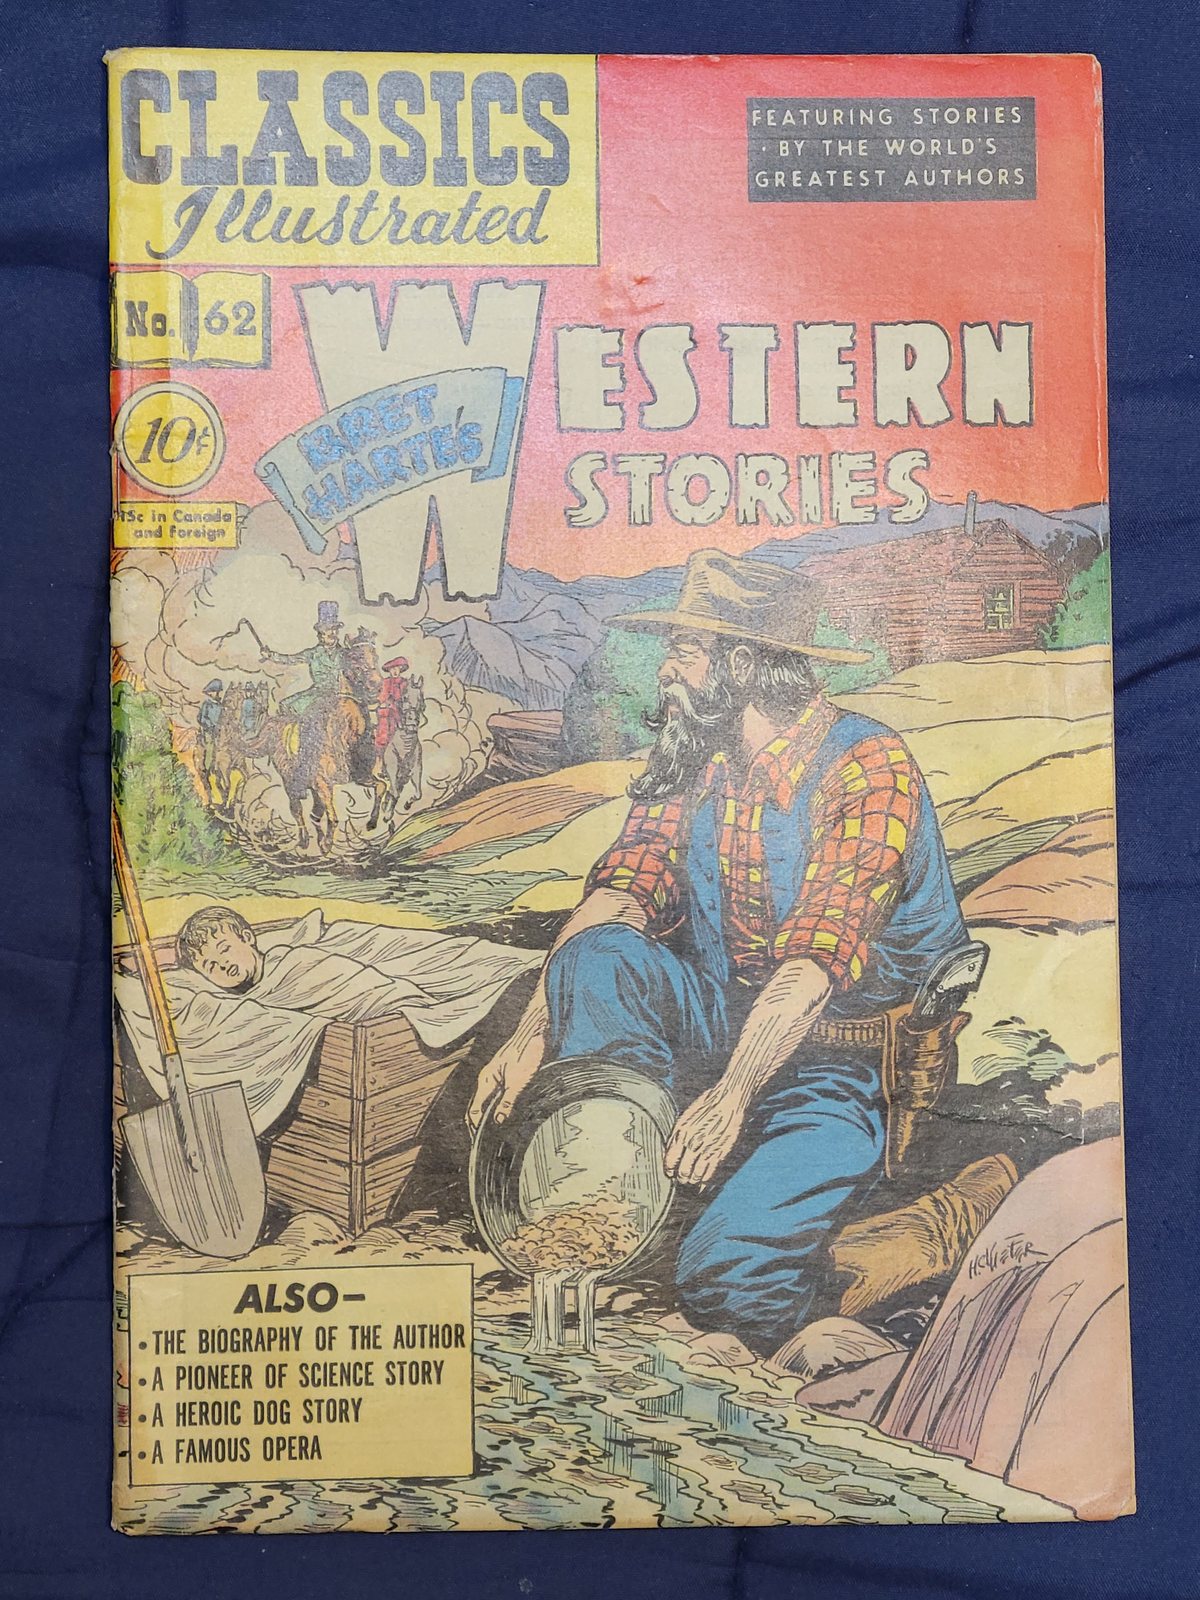 CLASSICS
Illustrated
FEATURING STORIES
BY THE WORLD'S
GREATEST AUTHORS
No. 62
10¢
15c in Canada
and Foreign
BRET
HARTE'S
WESTERN
STORIES
H.C. KIEFER
ALSO—
• THE BIOGRAPHY OF THE AUTHOR
• A PIONEER OF SCIENCE STORY
• A HEROIC DOG STORY
• A FAMOUS OPERA